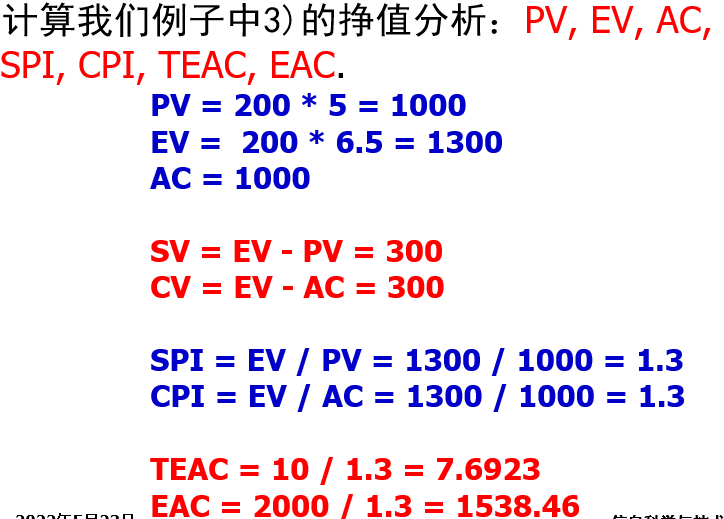 计算我们例子中3)的挣值分析：PV, EV, AC,
SPI, CPI, TEAC, EAC.
PV = 200 * 5 = 1000
EV = 200 * 6.5 = 1300
AC = 1000
SV = EV - PV = 300
CV = EV - AC = 300
SPI = EV / PV = 1300 / 1000 = 1.3
CPI = EV / AC = 1300 / 1000 = 1.3
TEAC = 10 / 1.3 = 7.6923
EAC = 2000 / 1.3 = 1538.46